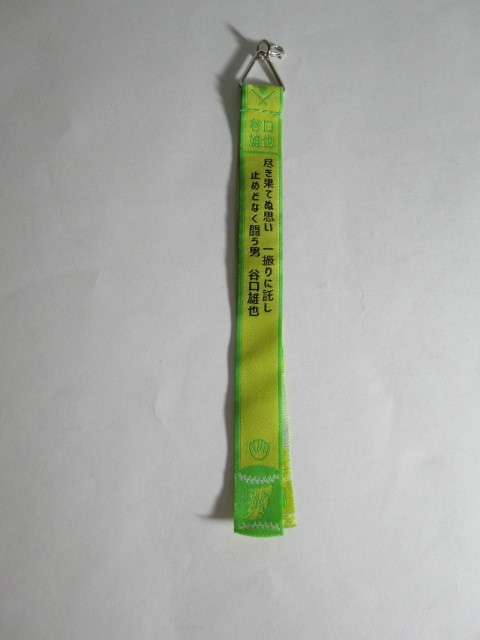 谷口
雄也
尽き果てぬ思い 一振りに託し
止めどなく闘う男 谷口雄也